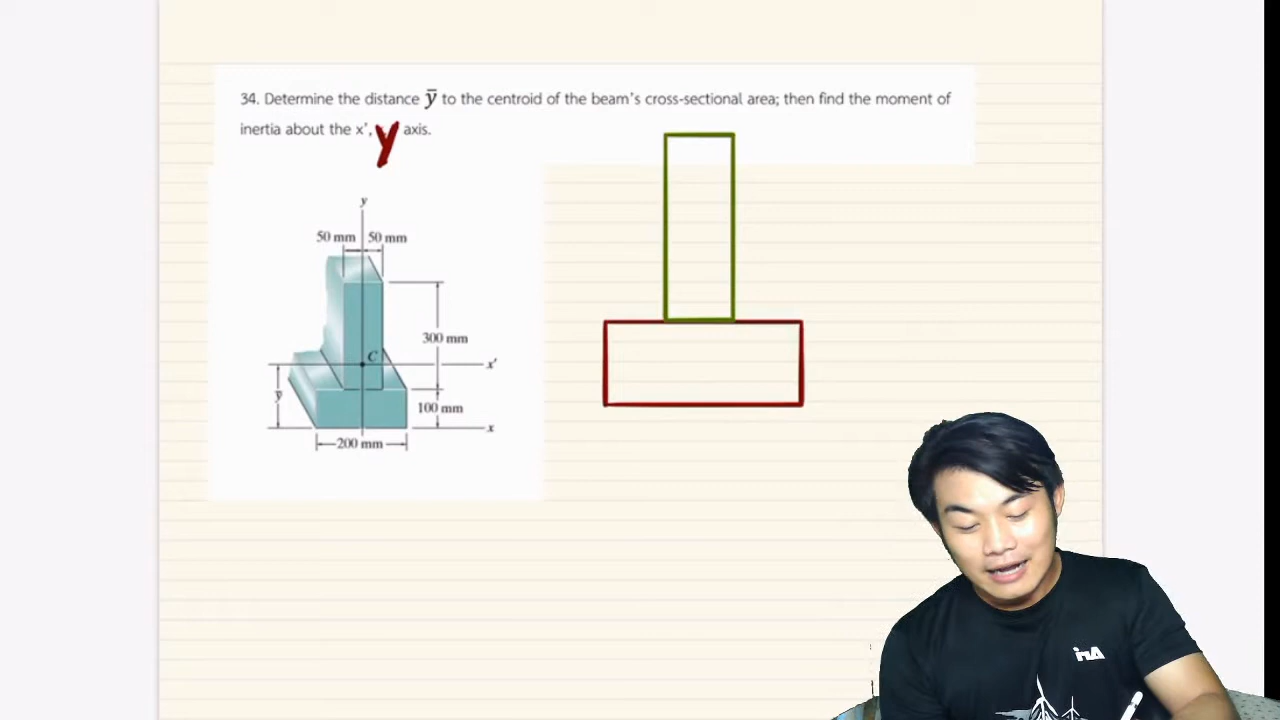 34. Determine the distance ȳ to the centroid of the beam's cross-sectional area; then find the moment of
inertia about the x', y axis.
y
50 mm 50 mm
300 mm
C
x'
ȳ
100 mm
x
200 mm